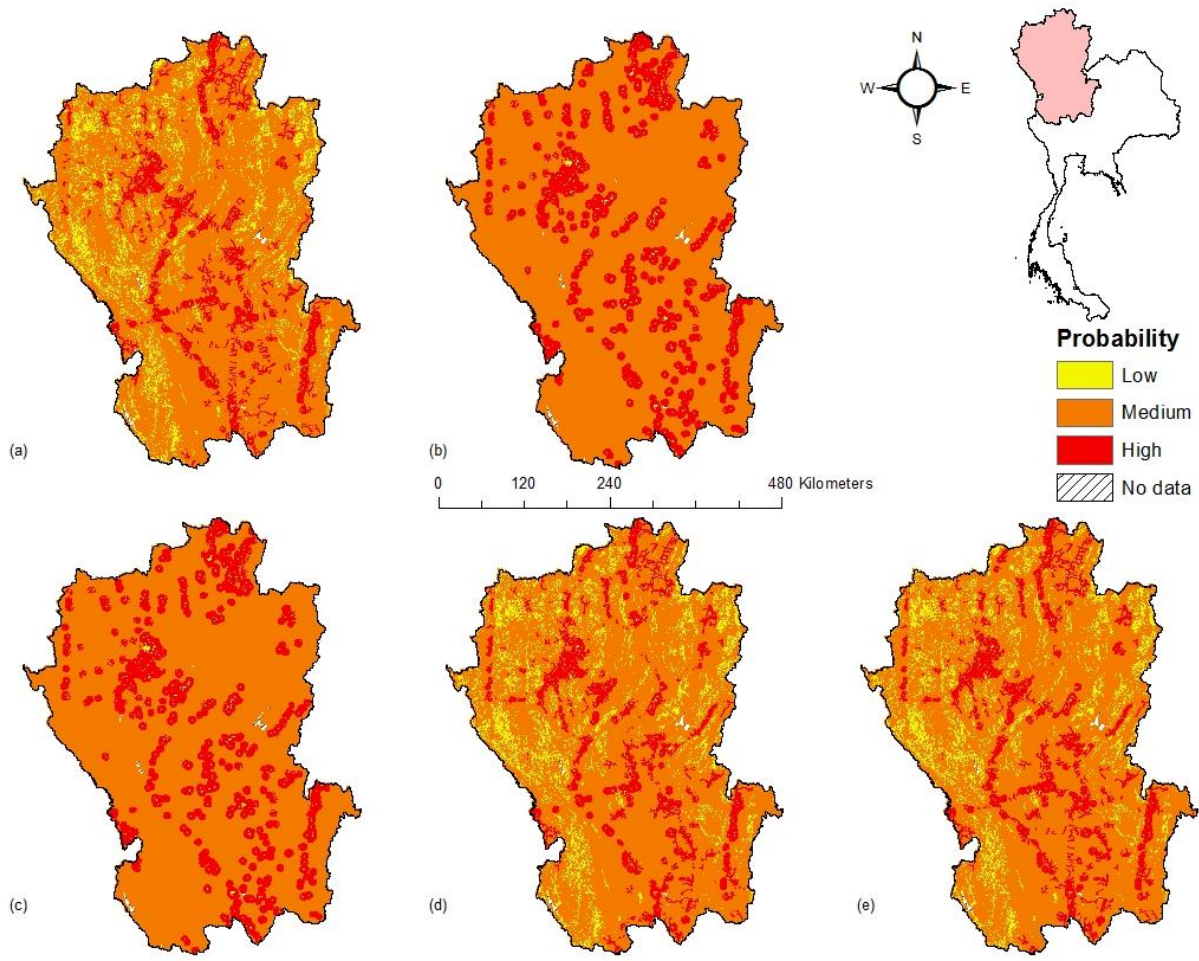 N
W E
S
Probability
Low
Medium
High
No data
(a)
(b)
0 120 240 480 Kilometers
(c)
(d)
(e)